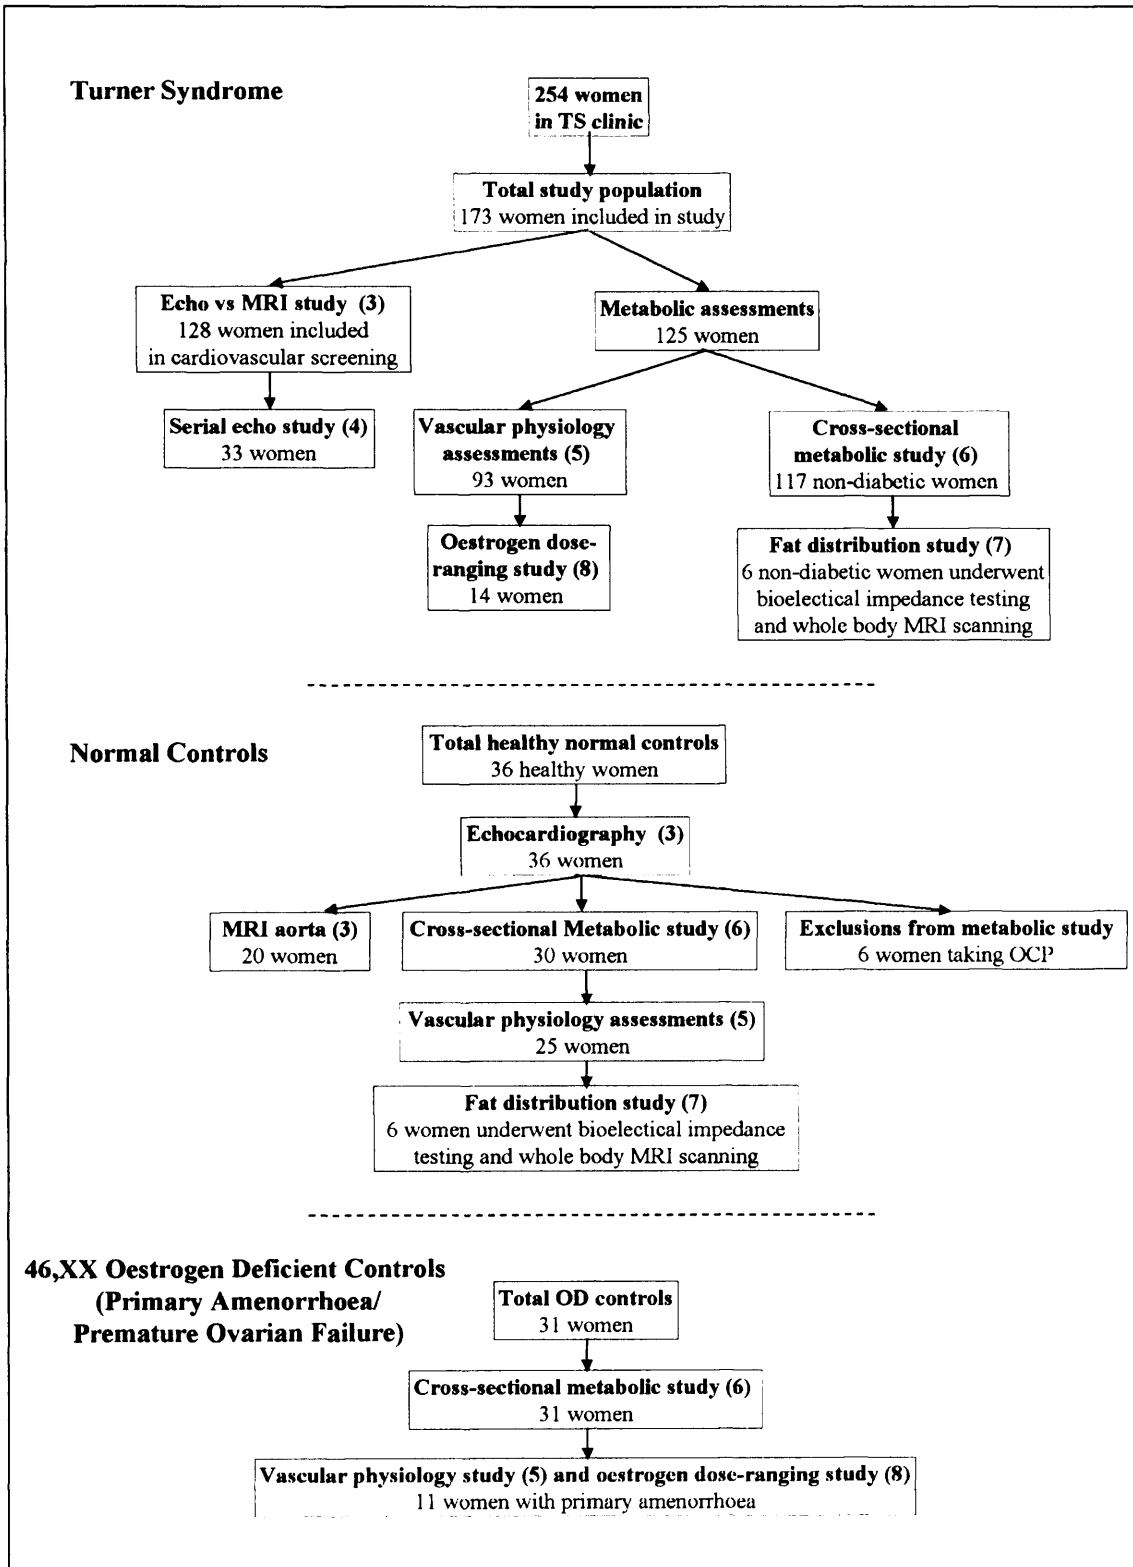 Turner Syndrome
254 women
in TS clinic
Total study population
173 women included in study
Echo vs MRI study (3)
128 women included
in cardiovascular screening
Metabolic assessments
125 women
Serial echo study (4)
33 women
Vascular physiology
assessments (5)
93 women
Cross-sectional
metabolic study (6)
117 non-diabetic women
Oestrogen dose-
ranging study (8)
14 women
Fat distribution study (7)
6 non-diabetic women underwent
bioelectical impedance testing
and whole body MRI scanning
Normal Controls
Total healthy normal controls
36 healthy women
Echocardiography (3)
36 women
MRI aorta (3)
20 women
Cross-sectional Metabolic study (6)
30 women
Exclusions from metabolic study
6 women taking OCP
Vascular physiology assessments (5)
25 women
Fat distribution study (7)
6 women underwent bioelectical impedance
testing and whole body MRI scanning
46,XX Oestrogen Deficient Controls
(Primary Amenorrhoea/
Premature Ovarian Failure)
Total OD controls
31 women
Cross-sectional metabolic study (6)
31 women
Vascular physiology study (5) and oestrogen dose-ranging study (8)
11 women with primary amenorrhoea